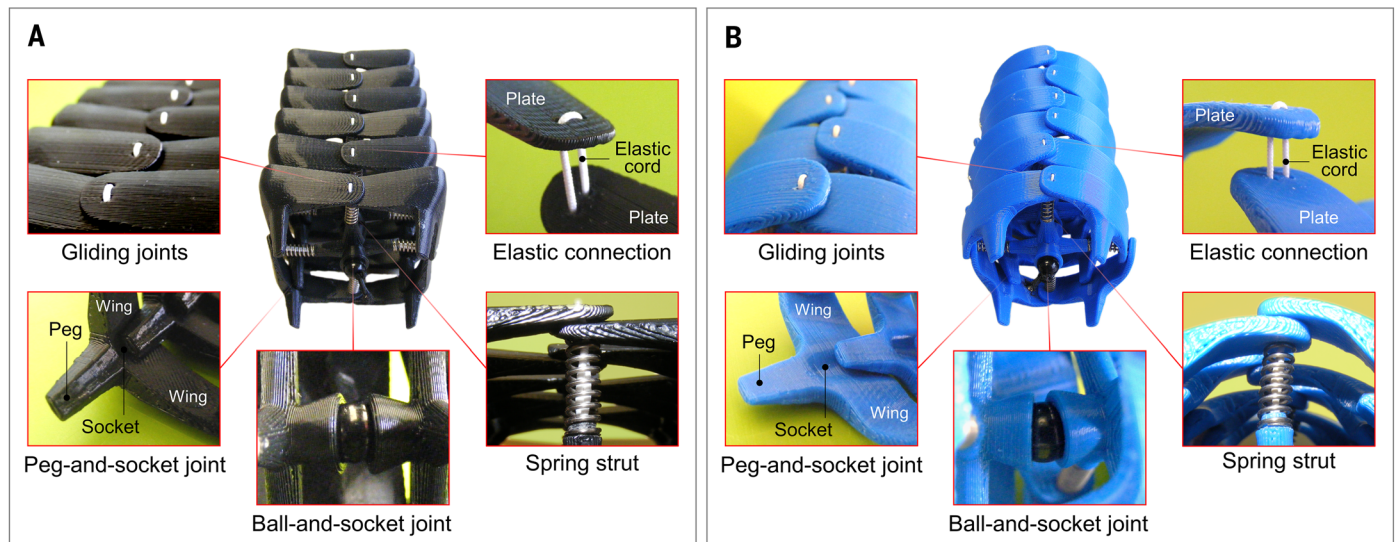 A
Plate
Elastic
cord
Plate
Gliding joints
Elastic connection
Wing
Peg
Wing
Socket
Peg-and-socket joint
Spring strut
Ball-and-socket joint
B
Plate
Elastic
cord
Plate
Gliding joints
Elastic connection
Wing
Peg
Wing
Socket
Peg-and-socket joint
Spring strut
Ball-and-socket joint